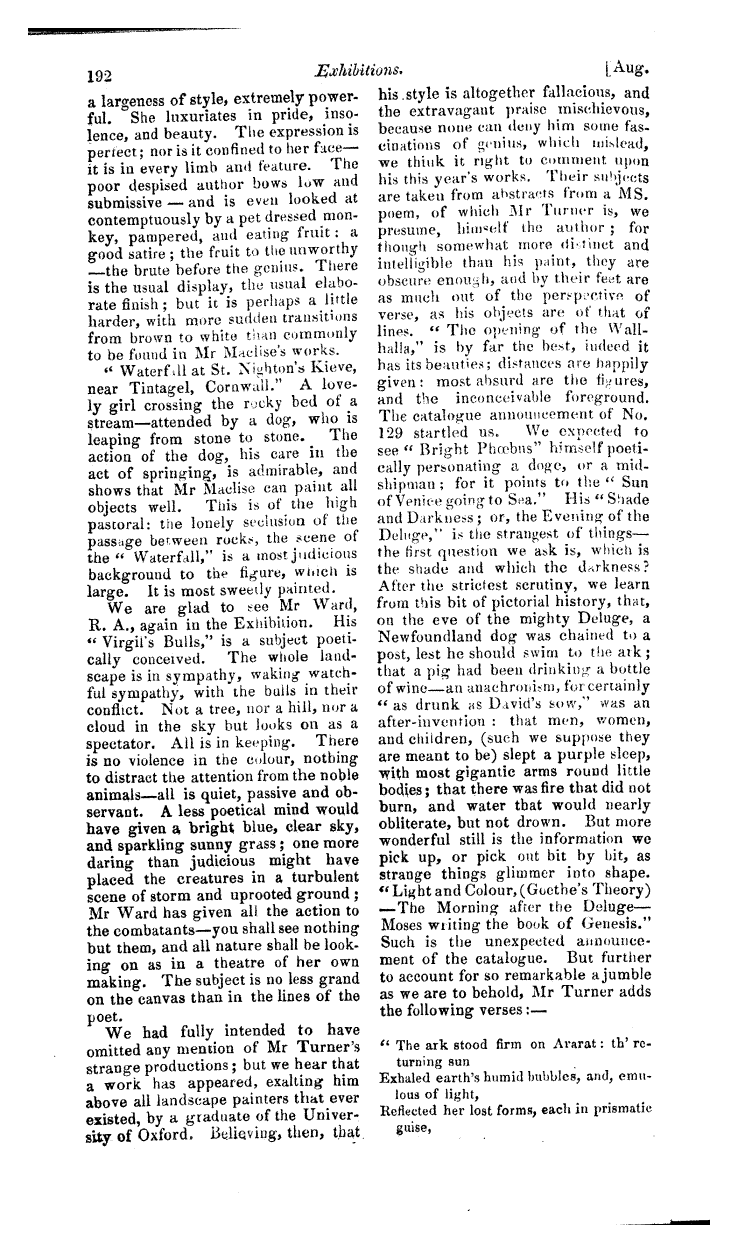 192
Exhibitions.
[Aug.
a largeness of style, extremely power-
ful. She luxuriates in pride, inso-
lence, and beauty. The expression is
perfect; nor is it confined to her face—
it is in every limb and feature. The
poor despised author bows low and
submissive — and is even looked at
contemptuously by a pet dressed mon-
key, pampered, and eating fruit: a
good satire; the fruit to the unworthy
—the brute before the genius. There
is the usual display, the usual elabo-
rate finish; but it is perhaps a little
harder, with more sudden transitions
from brown to white than commonly
to be found in Mr Maclise's works.
" Waterfall at St. Nighton's Kieve,
near Tintagel, Cornwall." A love-
ly girl crossing the rocky bed of a
stream—attended by a dog, who is
leaping from stone to stone. The
action of the dog, his care in the
act of springing, is admirable, and
shows that Mr Maclise can paint all
objects well. This is of the high
pastoral: the lonely seclusion of the
passage between rocks, the scene of
the " Waterfall," is a most judicious
background to the figure, which is
large. It is most sweetly painted.
We are glad to see Mr Ward,
R. A., again in the Exhibition. His
" Virgil's Bulls," is a subject poeti-
cally conceived. The whole land-
scape is in sympathy, waking watch-
ful sympathy, with the bulls in their
conflict. Not a tree, nor a hill, nor a
cloud in the sky but looks on as a
spectator. All is in keeping. There
is no violence in the colour, nothing
to distract the attention from the noble
animals—all is quiet, passive and ob-
servant. A less poetical mind would
have given a bright blue, clear sky,
and sparkling sunny grass; one more
daring than judicious might have
placed the creatures in a turbulent
scene of storm and uprooted ground;
Mr Ward has given all the action to
the combatants—you shall see nothing
but them, and all nature shall be look-
ing on as in a theatre of her own
making. The subject is no less grand
on the canvas than in the lines of the
poet.
We had fully intended to have
omitted any mention of Mr Turner's
strange productions; but we hear that
a work has appeared, exalting him
above all landscape painters that ever
existed, by a graduate of the Univer-
sity of Oxford. Believing, then, that
his style is altogether fallacious, and
the extravagant praise mischievous,
because none can deny him some fas-
cinations of genius, which mislead,
we think it right to comment upon
his this year's works. Their subjects
are taken from abstracts from a MS.
poem, of which Mr Turner is, we
presume, himself the author; for
though somewhat more distinct and
intelligible than his paint, they are
obscure enough, and by their feet are
as much out of the perspective of
verse, as his objects are of that of
lines. " The opening of the Wall-
halla," is by far the best, indeed it
has its beauties; distances are happily
given: most absurd are the figures,
and the inconceivable foreground.
The catalogue announcement of No.
129 startled us. We expected to
see " Bright Phœbus" himself poeti-
cally personating a doge, or a mid-
shipman; for it points to the " Sun
of Venice going to Sea." His " Shade
and Darkness; or, the Evening of the
Deluge," is the strangest of things—
the first question we ask is, which is
the shade and which the darkness?
After the strictest scrutiny, we learn
from this bit of pictorial history, that,
on the eve of the mighty Deluge, a
Newfoundland dog was chained to a
post, lest he should swim to the ark;
that a pig had been drinking a bottle
of wine—an anachronism, for certainly
" as drunk as David's sow," was an
after-invention : that men, women,
and children, (such we suppose they
are meant to be) slept a purple sleep,
with most gigantic arms round little
bodies; that there was fire that did not
burn, and water that would nearly
obliterate, but not drown. But more
wonderful still is the information we
pick up, or pick out bit by bit, as
strange things glimmer into shape.
" Light and Colour, (Goethe's Theory)
—The Morning after the Deluge—
Moses writing the book of Genesis."
Such is the unexpected announce-
ment of the catalogue. But further
to account for so remarkable a jumble
as we are to behold, Mr Turner adds
the following verses:—
" The ark stood firm on Ararat: th' re-
turning sun
Exhaled earth's humid bubbles, and, emu-
lous of light,
Reflected her lost forms, each in prismatic
guise,